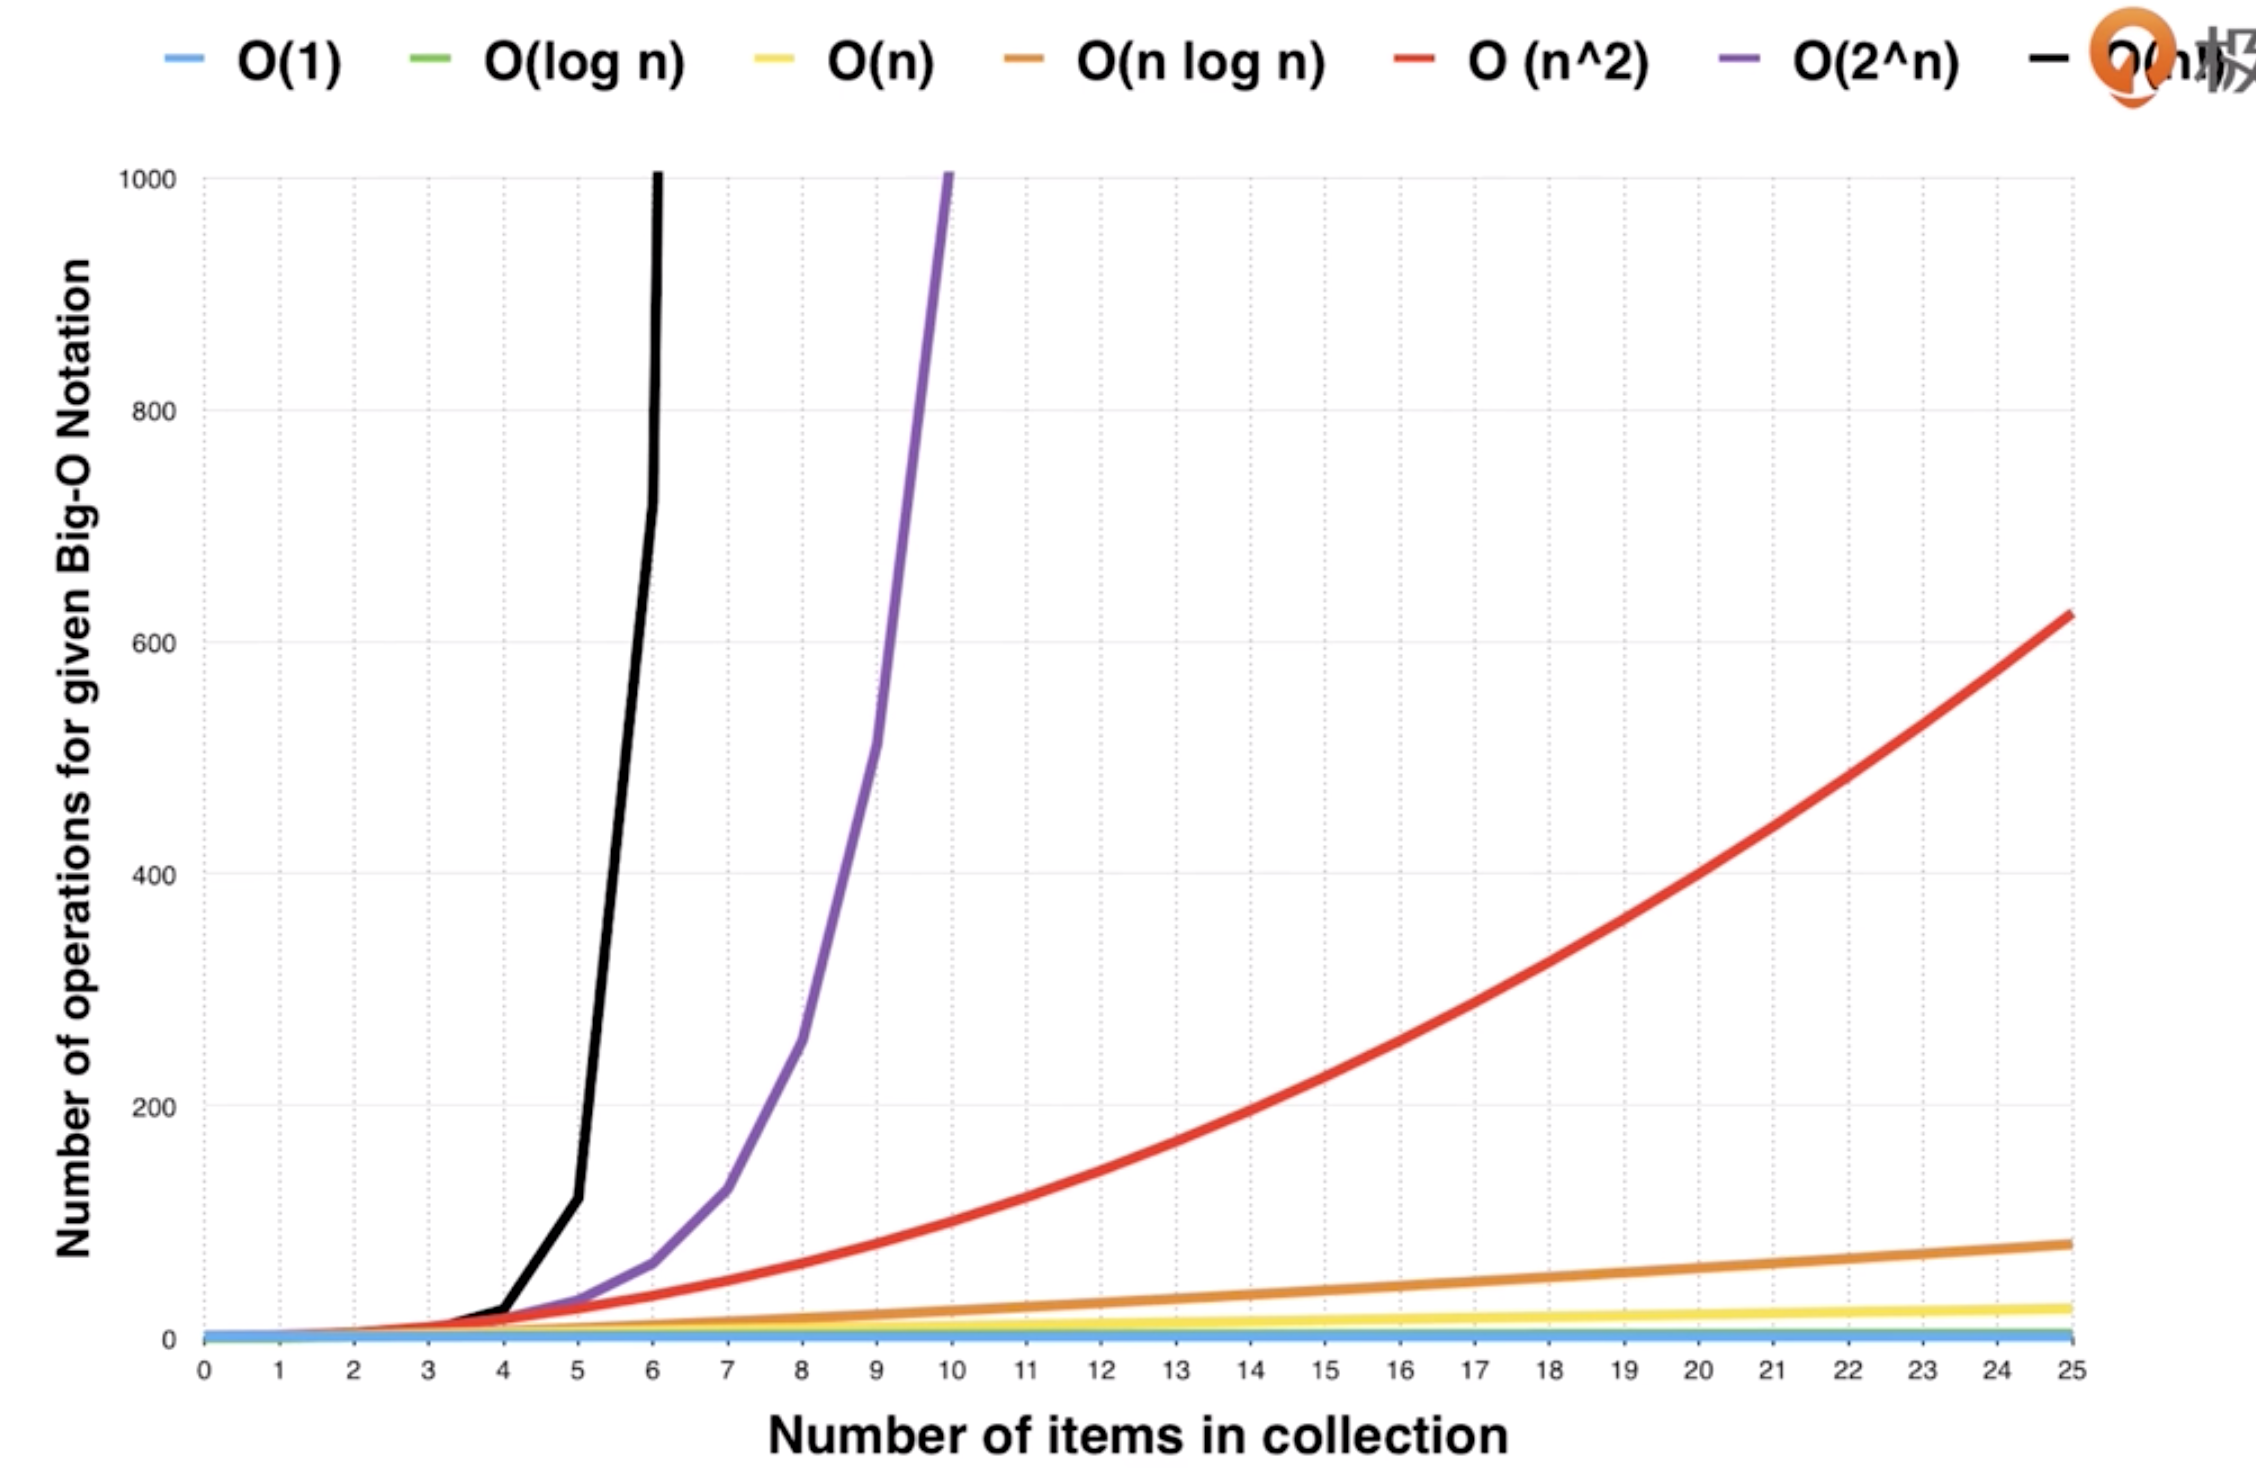 O(1) O(log n) O(n) O(n log n) O (n^2) O(2^n) 极
Number of operations for given Big-O Notation
1000
800
600
400
200
0
0 1 2 3 4 5 6 7 8 9 10 11 12 13 14 15 16 17 18 19 20 21 22 23 24 25
Number of items in collection